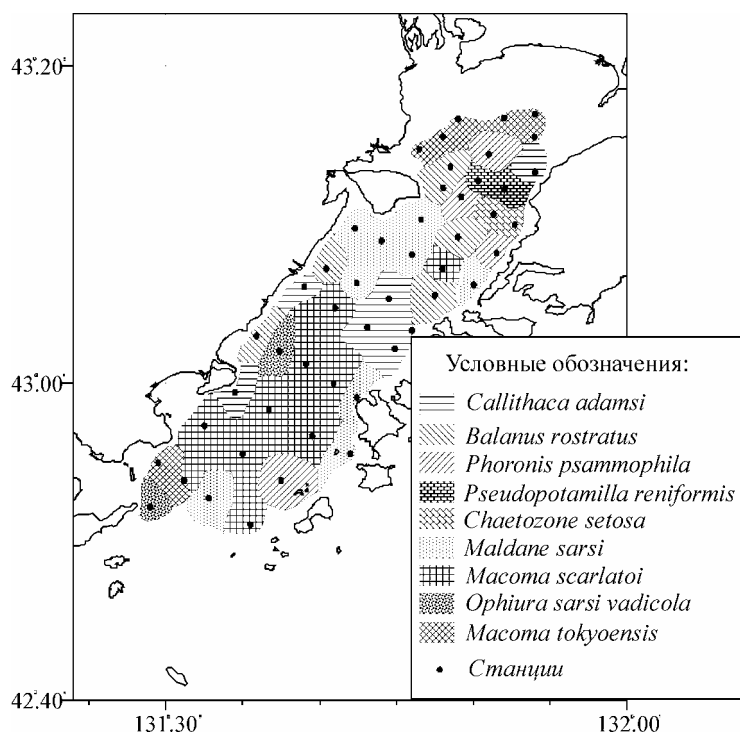 43°20'
43°00'
42°40'
131°30'
132°00'
Условные обозначения:
Callithaca adamsi
Balanus rostratus
Phoronis psammophila
Pseudopotamilla reniformis
Chaetozone setosa
Maldane sarsi
Macoma scarlatoi
Ophiura sarsi vadicola
Macoma tokyoensis
Станции